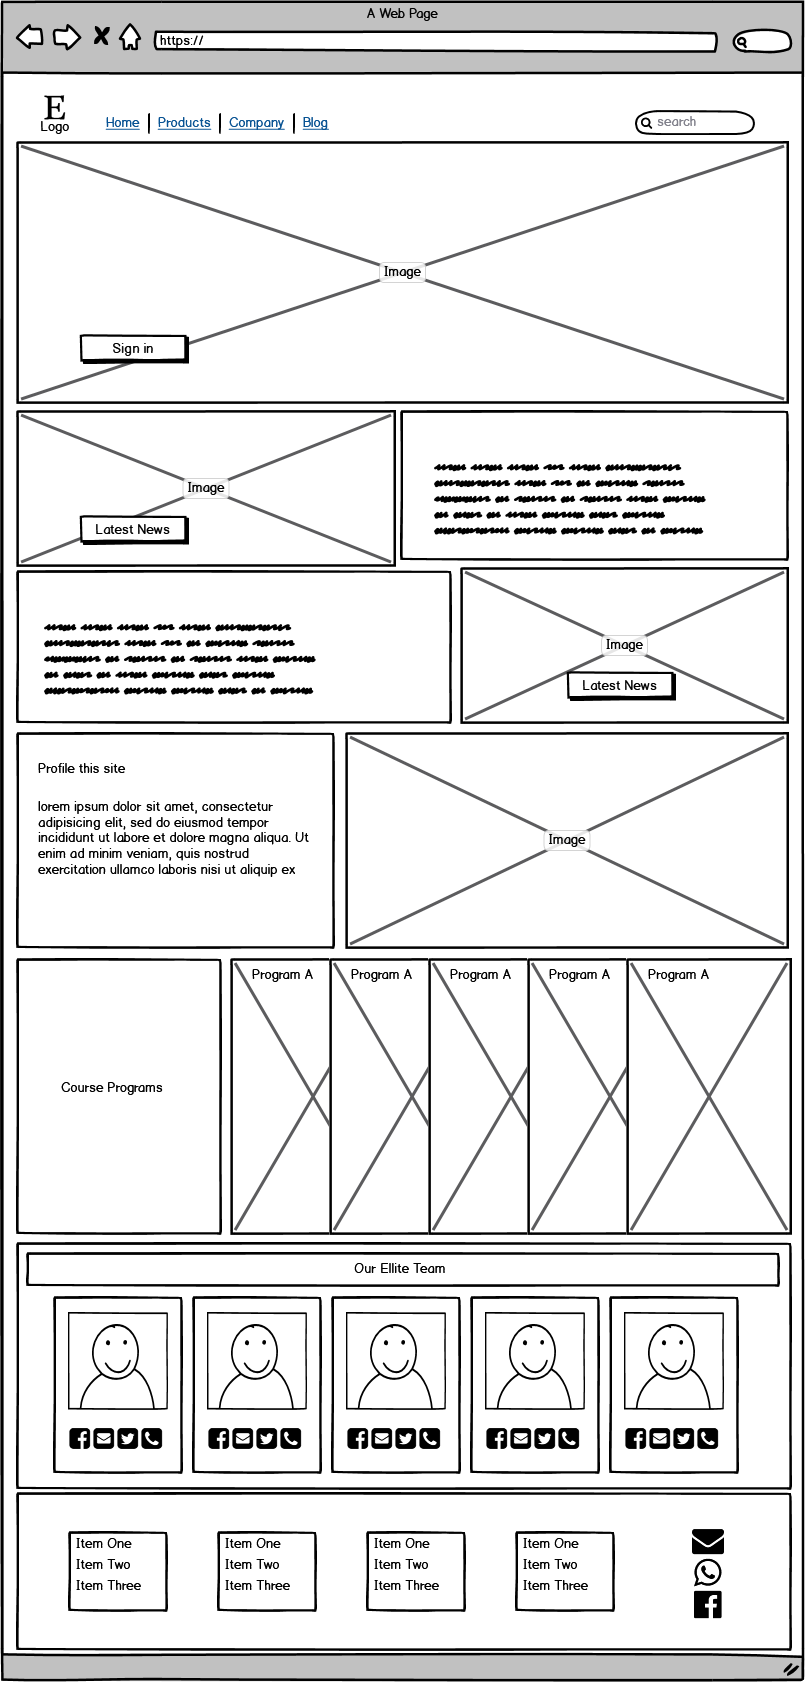 A Web Page
https://
E
Logo
Home
Products
Company
Blog
search
Image
Sign in
Image
Latest News
Image
Latest News
Profile this site
lorem ipsum dolor sit amet, consectetur
adipisicing elit, sed do eiusmod tempor
incididunt ut labore et dolore magna aliqua. Ut
enim ad minim veniam, quis nostrud
exercitation ullamco laboris nisi ut aliquip ex
Image
Course Programs
Program A
Program A
Program A
Program A
Program A
Our Ellite Team
Item One
Item Two
Item Three
Item One
Item Two
Item Three
Item One
Item Two
Item Three
Item One
Item Two
Item Three